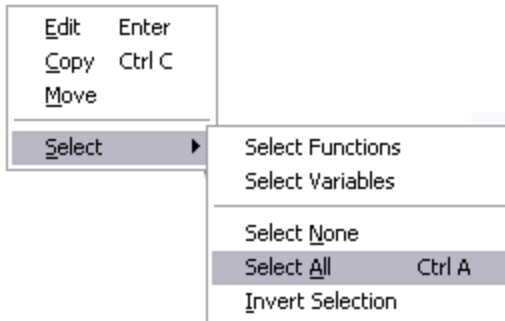 Edit Enter
Copy Ctrl C
Move
Select
Select Functions
Select Variables
Select None
Select All Ctrl A
Invert Selection